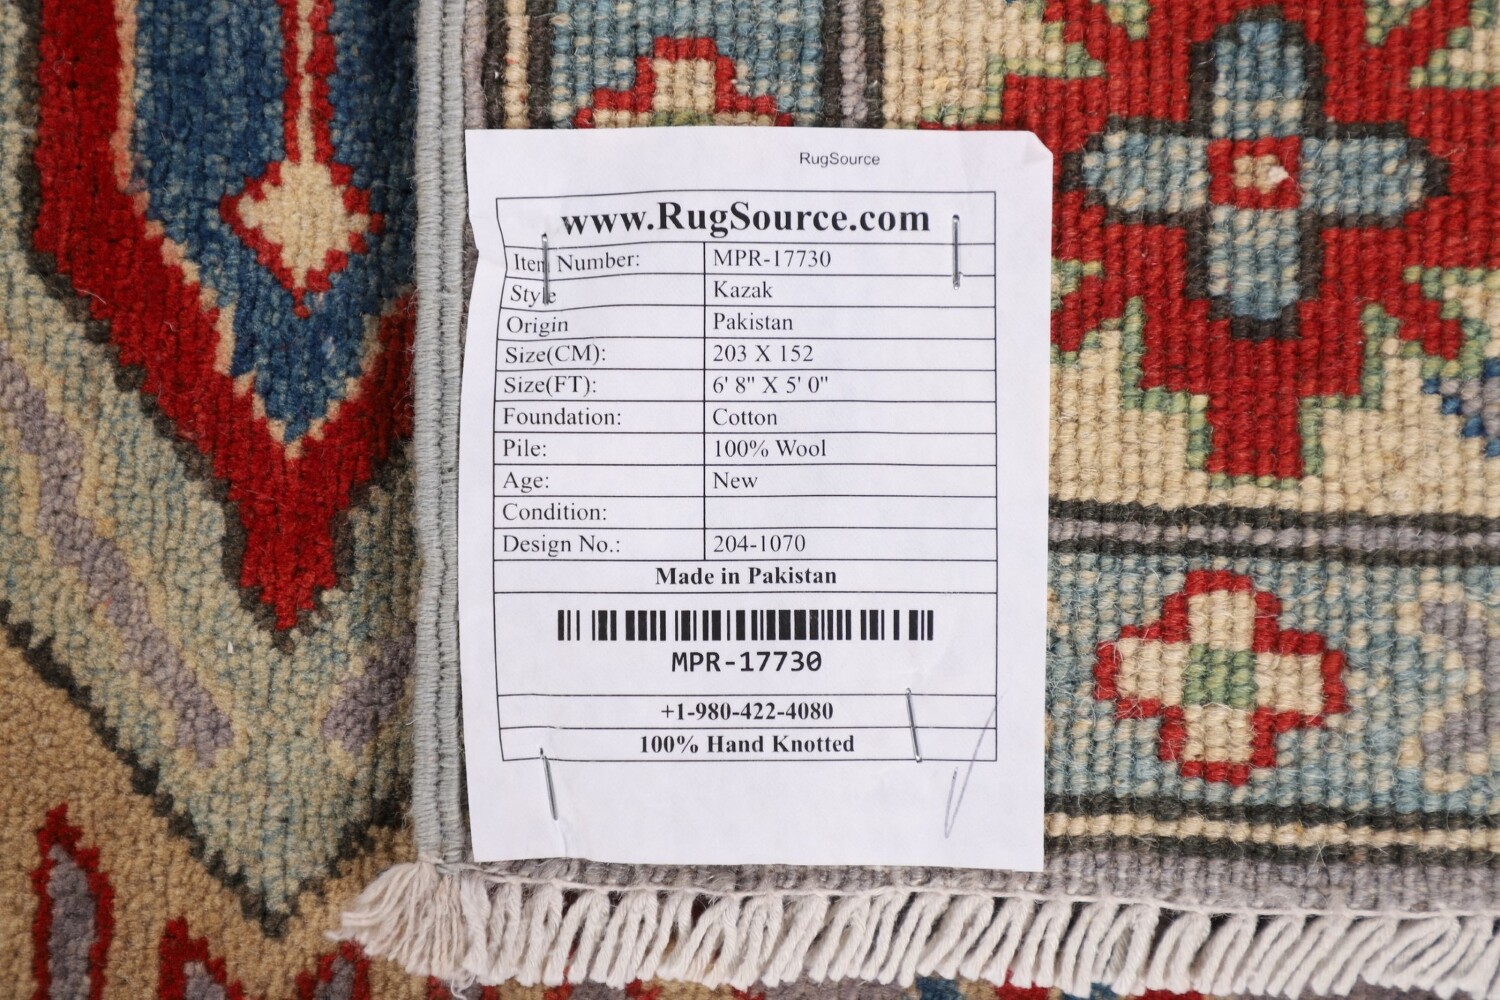 RugSource
www.RugSource.com
Item Number: MPR-17730
Style Kazak
Origin Pakistan
Size(CM): 203 X 152
Size(FT): 6' 8" X 5' 0"
Foundation: Cotton
Pile: 100% Wool
Age: New
Condition:
Design No.: 204-1070
Made in Pakistan
MPR-17730
+1-980-422-4080
100% Hand Knotted